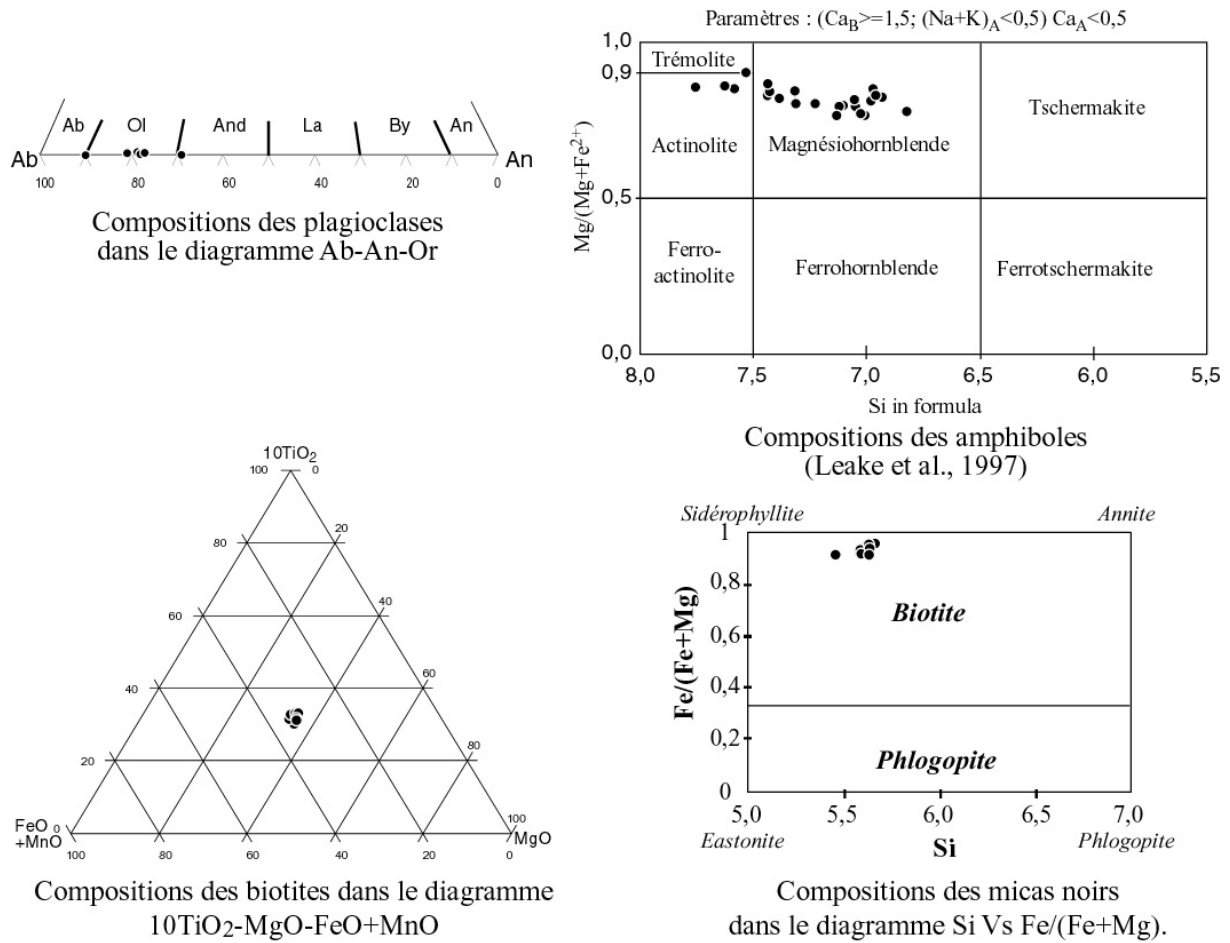 Ab Ol And La By An
Ab An
100 80 60 40 20 0
Compositions des plagioclases
dans le diagramme Ab-An-Or
Paramètres : (Ca_B>=1,5; (Na+K)_A<0,5) Ca_A<0,5
Mg/(Mg+Fe²⁺)
1,0
0,9
0,5
0,0
Trémolite
Actinolite
Magnésiohornblende
Tschermakite
Ferro-
actinolite
Ferrohornblende
Ferrotschermakite
8,0 7,5 7,0 6,5 6,0 5,5
Si in formula
Compositions des amphiboles
(Leake et al., 1997)
10TiO₂
100 0
80 20
60 40
40 60
20 80
FeO
+MnO
0
100
MgO
100 80 60 40 20 0
Compositions des biotites dans le diagramme
10TiO₂-MgO-FeO+MnO
Sidérophyllite Annite
Fe/(Fe+Mg)
1
0,8
0,6
0,4
0,2
0
Biotite
Phlogopite
5,0 5,5 6,0 6,5 7,0
Eastonite Phlogopite
Si
Compositions des micas noirs
dans le diagramme Si Vs Fe/(Fe+Mg).